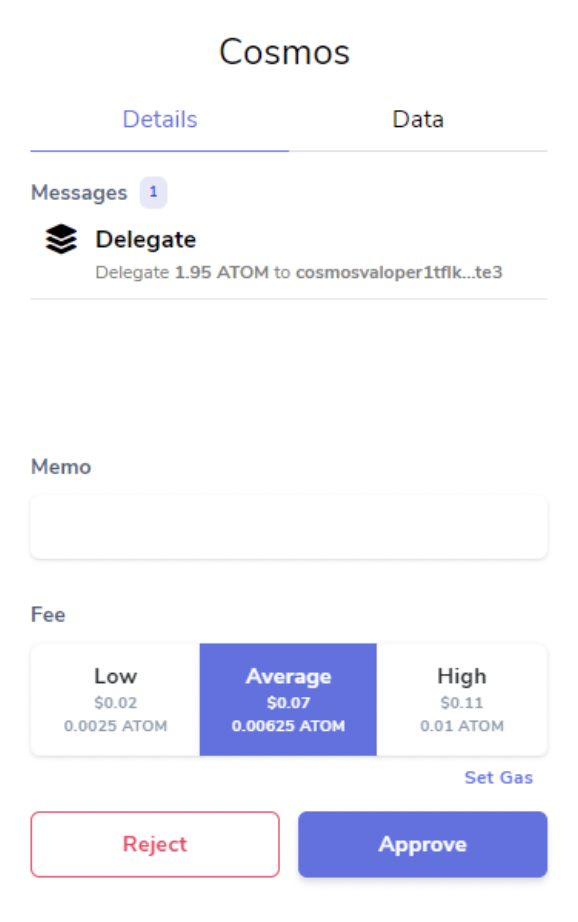 Cosmos
Details Data
Messages 1
Delegate
Delegate 1.95 ATOM to cosmosvaloper1tflk...te3
Memo
Fee
Low Average High
$0.02 $0.07 $0.11
0.0025 ATOM 0.00625 ATOM 0.01 ATOM
Set Gas
Reject Approve